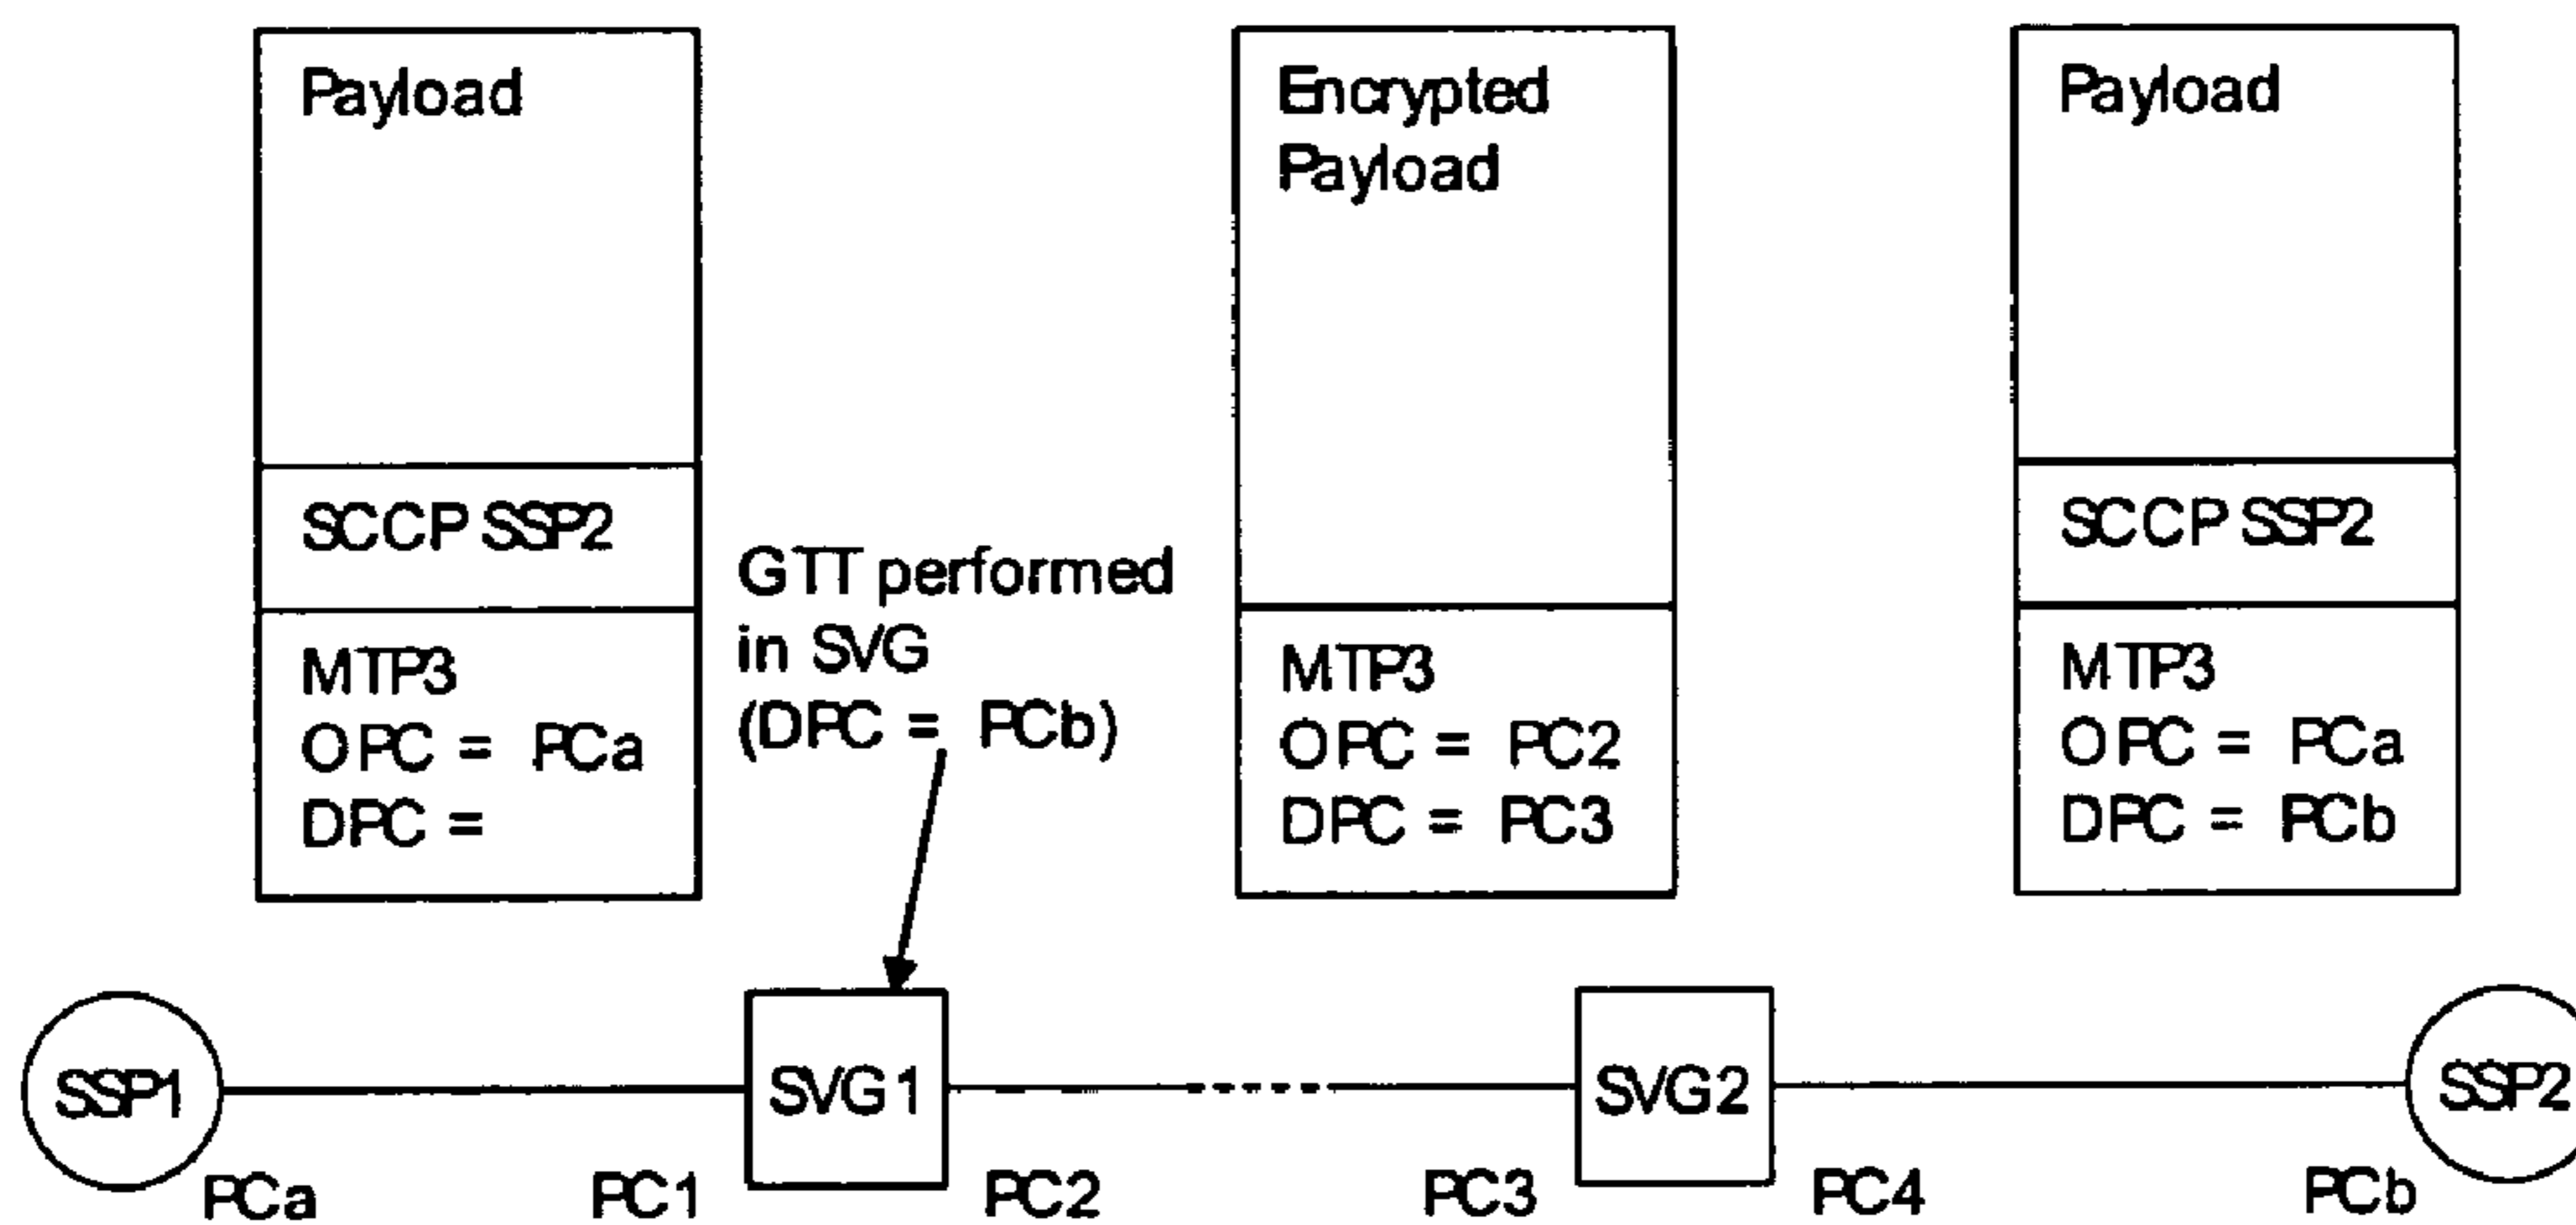 Payload
SCCP SSP2
MTP3
OPC = PCa
DPC =
GTT performed
in SVG
(DPC = PCb)
Encrypted
Payload
MTP3
OPC = PC2
DPC = PC3
Payload
SCCP SSP2
MTP3
OPC = PCa
DPC = PCb
SSP1
SVG1
SVG2
SSP2
PCa
PC1
PC2
PC3
PC4
PCb